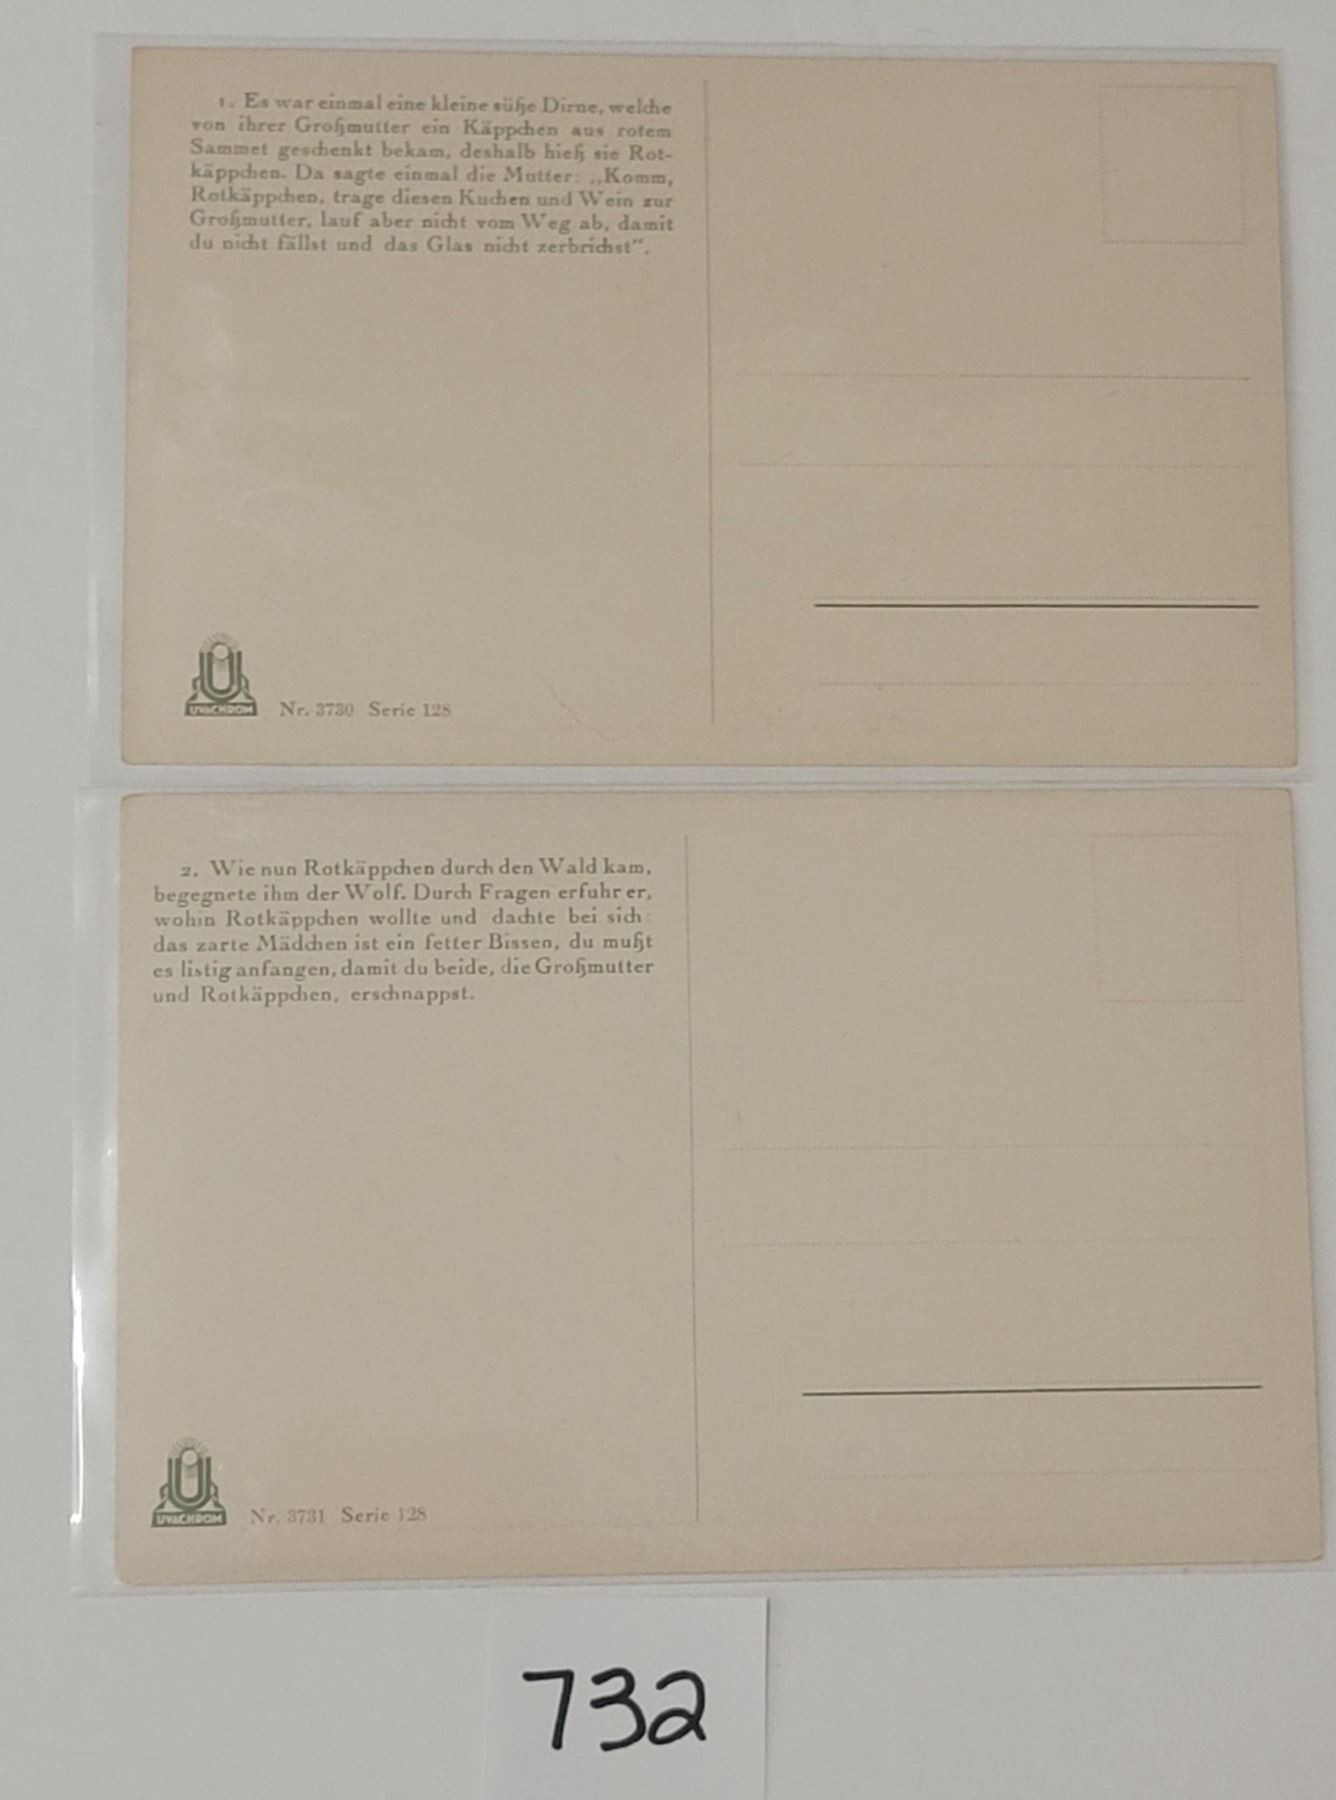 1. Es war einmal eine kleine süße Dirne, welche
von ihrer Großmutter ein Käppchen aus rotem
Sammet geschenkt bekam, deshalb hieß sie Rot-
käppchen. Da sagte einmal die Mutter: „Komm,
Rotkäppchen, trage diesen Kuchen und Wein zur
Großmutter, lauf aber nicht vom Weg ab, damit
du nicht fällst und das Glas nicht zerbrichst“.
UVACHROM
Nr. 3730 Serie 128
2. Wie nun Rotkäppchen durch den Wald kam,
begegnete ihm der Wolf. Durch Fragen erfuhr er,
wohin Rotkäppchen wollte und dachte bei sich:
das zarte Mädchen ist ein fetter Bissen, du mußt
es listig anfangen, damit du beide, die Großmutter
und Rotkäppchen, erschnappst.
UVACHROM
Nr. 3731 Serie 128
732